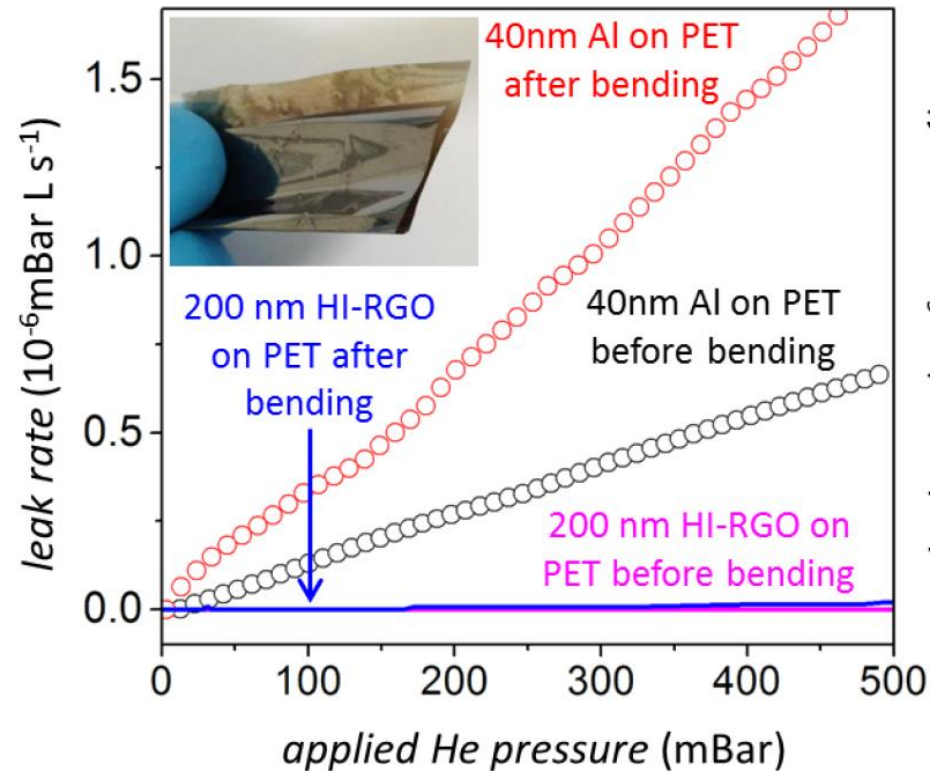 40nm Al on PET
after bending
1.5
1.0
0.5
0.0
leak rate (10⁻⁶mBar L s⁻¹)
200 nm HI-RGO
on PET after
bending
40nm Al on PET
before bending
200 nm HI-RGO on
PET before bending
0 100 200 300 400 500
applied He pressure (mBar)